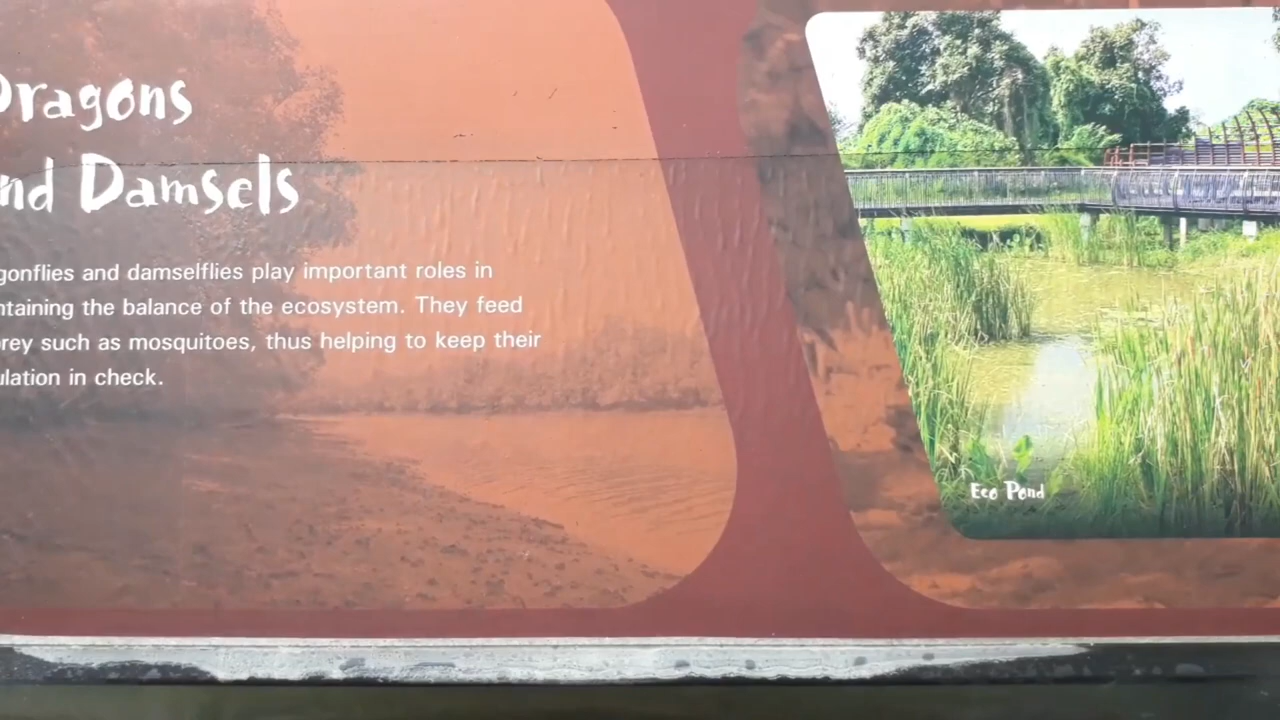 Dragons
nd Damsels
gonflies and damselflies play important roles in
ntaining the balance of the ecosystem. They feed
prey such as mosquitoes, thus helping to keep their
ulation in check.
Eco Pond